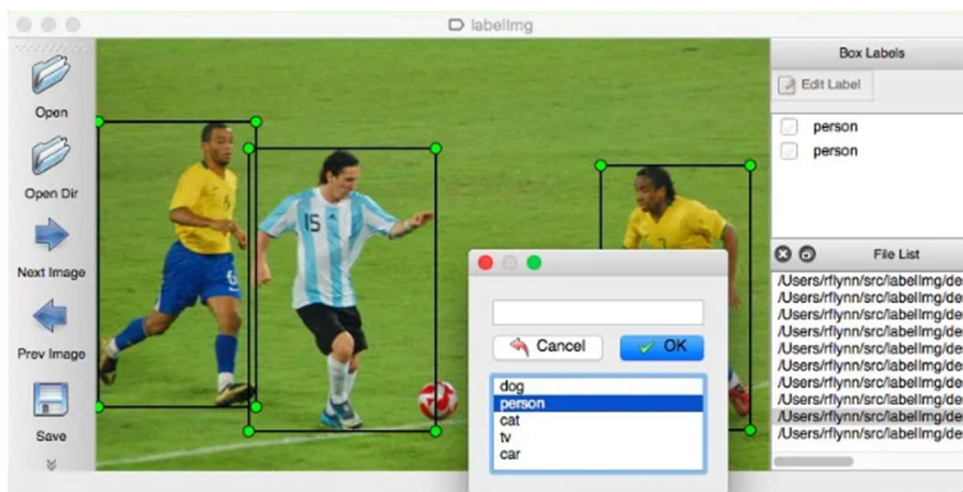 labelImg
Open
Open Dir
Next Image
Prev Image
Save
15
6
6
7
Cancel
OK
dog
person
cat
tv
car
Box Labels
Edit Label
person
person
File List
/Users/rflynn/src/labelImg/de
/Users/rflynn/src/labelImg/de
/Users/rflynn/src/labelImg/de
/Users/rflynn/src/labelImg/de
/Users/rflynn/src/labelImg/de
/Users/rflynn/src/labelImg/de
/Users/rflynn/src/labelImg/de
/Users/rflynn/src/labelImg/de
/Users/rflynn/src/labelImg/de
/Users/rflynn/src/labelImg/de